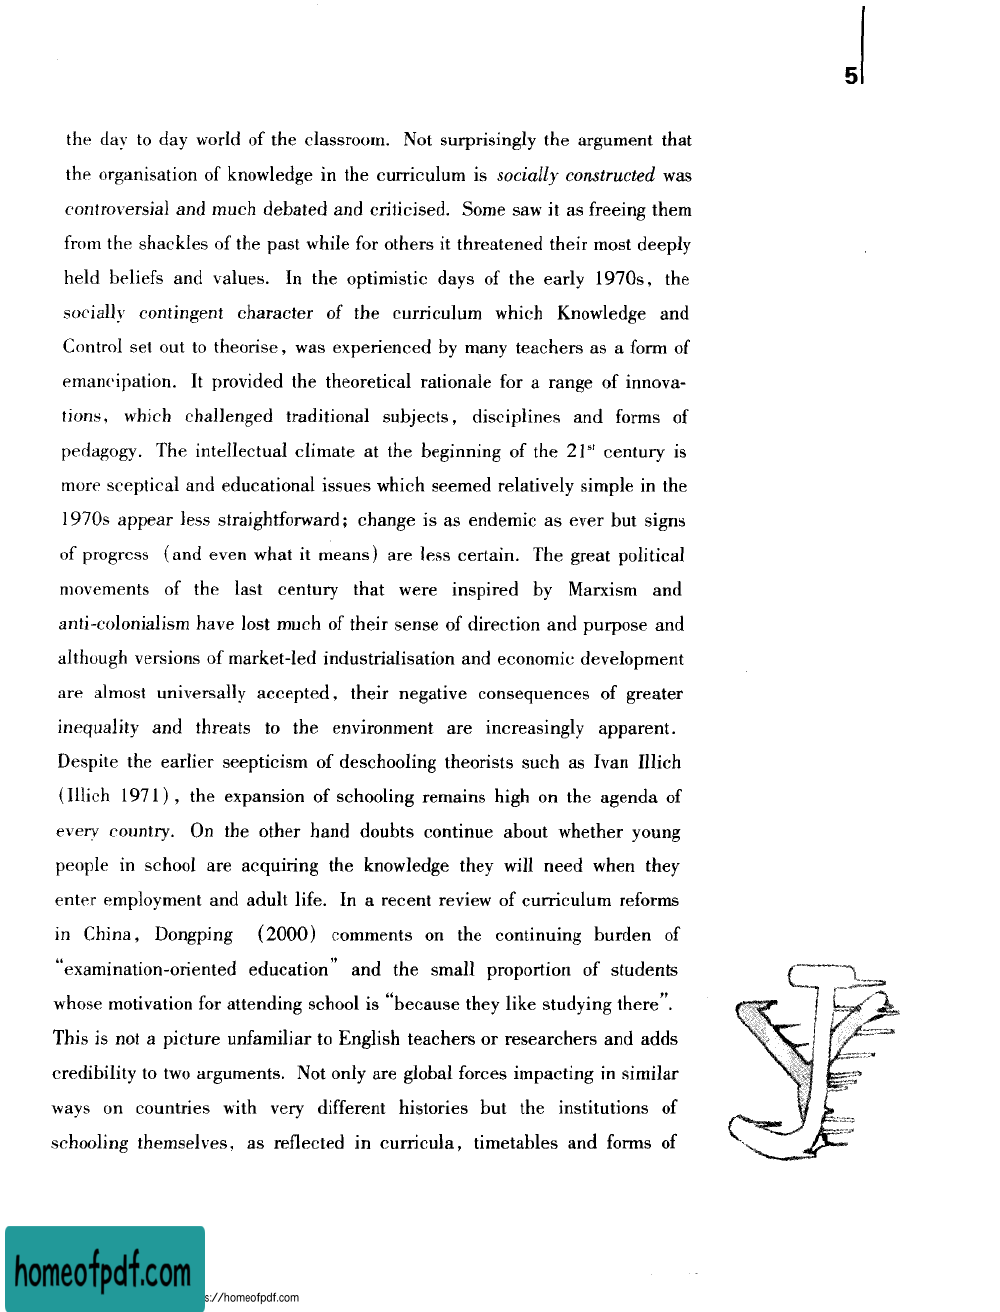 5
the day to day world of the classroom. Not surprisingly the argument that
the organisation of knowledge in the curriculum is socially constructed was
controversial and much debated and criticised. Some saw it as freeing them
from the shackles of the past while for others it threatened their most deeply
held beliefs and values. In the optimistic days of the early 1970s, the
socially contingent character of the curriculum which Knowledge and
Control set out to theorise, was experienced by many teachers as a form of
emancipation. It provided the theoretical rationale for a range of innova-
tions, which challenged traditional subjects, disciplines and forms of
pedagogy. The intellectual climate at the beginning of the 21st century is
more sceptical and educational issues which seemed relatively simple in the
1970s appear less straightforward; change is as endemic as ever but signs
of progress (and even what it means) are less certain. The great political
movements of the last century that were inspired by Marxism and
anti-colonialism have lost much of their sense of direction and purpose and
although versions of market-led industrialisation and economic development
are almost universally accepted, their negative consequences of greater
inequality and threats to the environment are increasingly apparent.
Despite the earlier seepticism of deschooling theorists such as Ivan Illich
(Illich 1971), the expansion of schooling remains high on the agenda of
every country. On the other hand doubts continue about whether young
people in school are acquiring the knowledge they will need when they
enter employment and adult life. In a recent review of curriculum reforms
in China, Dongping (2000) comments on the continuing burden of
“examination-oriented education” and the small proportion of students
whose motivation for attending school is “because they like studying there”.
This is not a picture unfamiliar to English teachers or researchers and adds
credibility to two arguments. Not only are global forces impacting in similar
ways on countries with very different histories but the institutions of
schooling themselves, as reflected in curricula, timetables and forms of
homeofpdf.com
s://homeofpdf.com